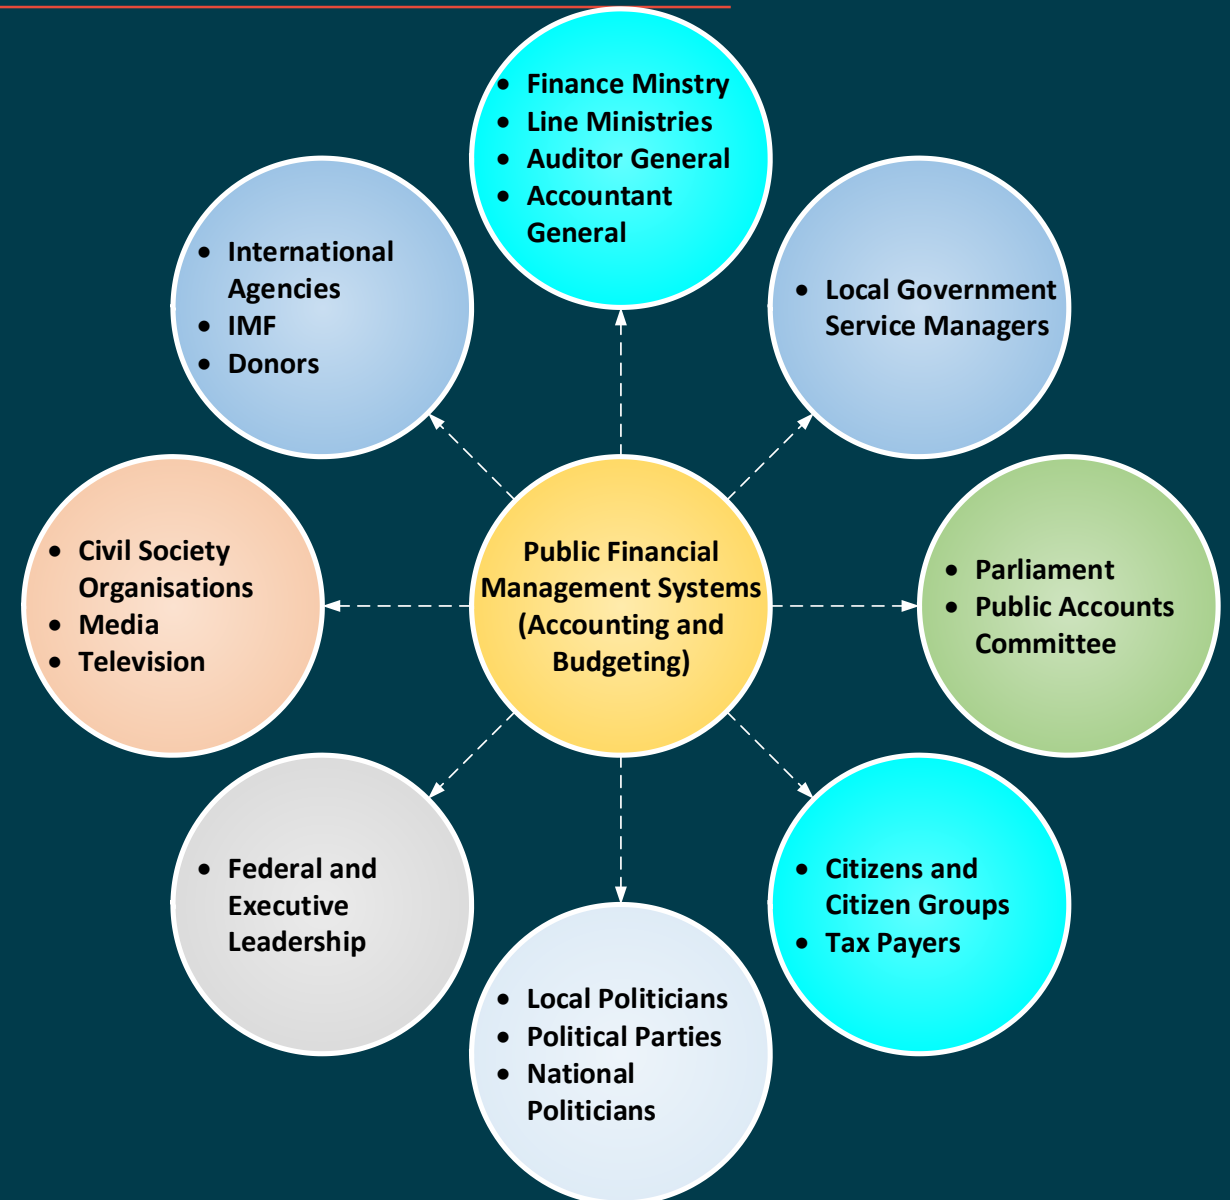 • Finance Minstry
• Line Ministries
• Auditor General
• Accountant
General
• International
Agencies
• IMF
• Donors
• Local Government
Service Managers
• Civil Society
Organisations
• Media
• Television
Public Financial
Management Systems
(Accounting and
Budgeting)
• Parliament
• Public Accounts
Committee
• Federal and
Executive
Leadership
• Citizens and
Citizen Groups
• Tax Payers
• Local Politicians
• Political Parties
• National
Politicians